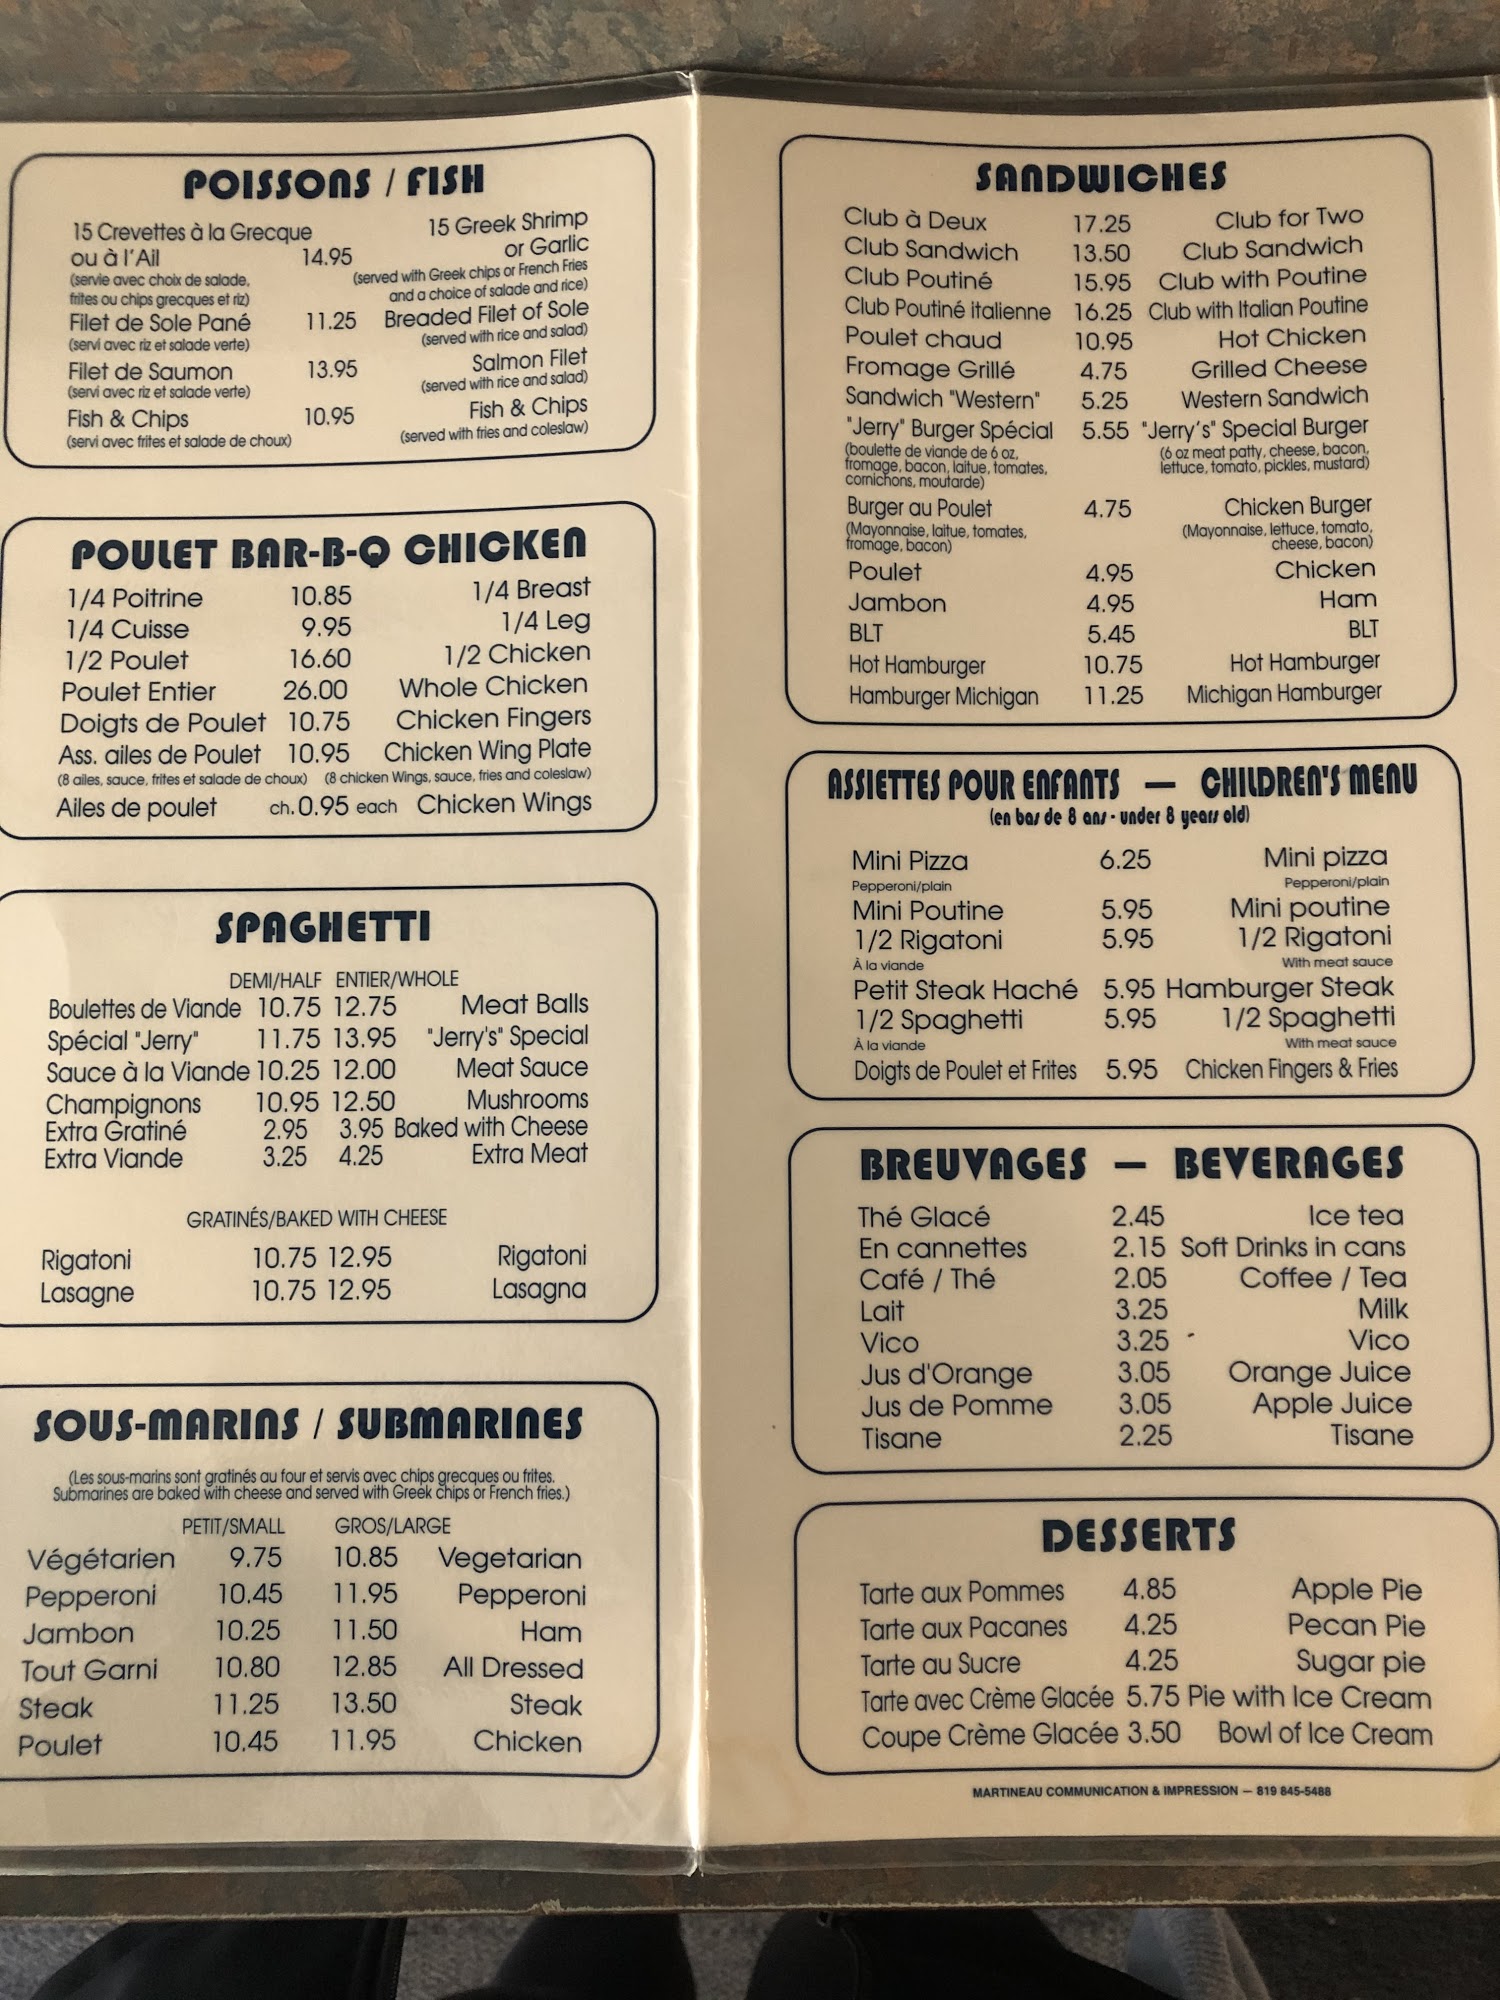 POISSONS / FISH
15 Crevettes à la Grecque 15 Greek Shrimp
ou à l'Ail 14.95 or Garlic
(servie avec choix de salade, (served with Greek chips or French Fries
frites ou chips grecques et riz) and a choice of salade and rice)
Filet de Sole Pané 11.25 Breaded Filet of Sole
(servi avec riz et salade verte) (served with rice and salad)
Filet de Saumon 13.95 Salmon Filet
(servi avec riz et salade verte) (served with rice and salad)
Fish & Chips 10.95 Fish & Chips
(servi avec frites et salade de choux) (served with fries and coleslaw)
POULET BAR-B-Q CHICKEN
1/4 Poitrine 10.85 1/4 Breast
1/4 Cuisse 9.95 1/4 Leg
1/2 Poulet 16.60 1/2 Chicken
Poulet Entier 26.00 Whole Chicken
Doigts de Poulet 10.75 Chicken Fingers
Ass. ailes de Poulet 10.95 Chicken Wing Plate
(8 ailes, sauce, frites et salade de choux) (8 chicken Wings, sauce, fries and coleslaw)
Ailes de poulet ch. 0.95 each Chicken Wings
SPAGHETTI
DEMI/HALF ENTIER/WHOLE
Boulettes de Viande 10.75 12.75 Meat Balls
Spécial "Jerry" 11.75 13.95 "Jerry's" Special
Sauce à la Viande 10.25 12.00 Meat Sauce
Champignons 10.95 12.50 Mushrooms
Extra Gratiné 2.95 3.95 Baked with Cheese
Extra Viande 3.25 4.25 Extra Meat
GRATINÉS/BAKED WITH CHEESE
Rigatoni 10.75 12.95 Rigatoni
Lasagne 10.75 12.95 Lasagna
SOUS-MARINS / SUBMARINES
(Les sous-marins sont gratinés au four et servis avec chips grecques ou frites.
Submarines are baked with cheese and served with Greek chips or French fries.)
PETIT/SMALL GROS/LARGE
Végétarien 9.75 10.85 Vegetarian
Pepperoni 10.45 11.95 Pepperoni
Jambon 10.25 11.50 Ham
Tout Garni 10.80 12.85 All Dressed
Steak 11.25 13.50 Steak
Poulet 10.45 11.95 Chicken
SANDWICHES
Club à Deux 17.25 Club for Two
Club Sandwich 13.50 Club Sandwich
Club Poutiné 15.95 Club with Poutine
Club Poutiné italienne 16.25 Club with Italian Poutine
Poulet chaud 10.95 Hot Chicken
Fromage Grillé 4.75 Grilled Cheese
Sandwich "Western" 5.25 Western Sandwich
"Jerry" Burger Spécial 5.55 "Jerry's" Special Burger
(boulette de viande de 6 oz, (6 oz meat patty, cheese, bacon,
fromage, bacon, laitue, tomates, lettuce, tomato, pickles, mustard)
cornichons, moutarde)
Burger au Poulet 4.75 Chicken Burger
(Mayonnaise, laitue, tomates, (Mayonnaise, lettuce, tomato,
fromage, bacon) cheese, bacon)
Poulet 4.95 Chicken
Jambon 4.95 Ham
BLT 5.45 BLT
Hot Hamburger 10.75 Hot Hamburger
Hamburger Michigan 11.25 Michigan Hamburger
ASSIETTES POUR ENFANTS — CHILDREN'S MENU
(en bas de 8 ans - under 8 years old)
Mini Pizza 6.25 Mini pizza
Pepperoni/plain Pepperoni/plain
Mini Poutine 5.95 Mini poutine
1/2 Rigatoni 5.95 1/2 Rigatoni
À la viande With meat sauce
Petit Steak Haché 5.95 Hamburger Steak
1/2 Spaghetti 5.95 1/2 Spaghetti
À la viande With meat sauce
Doigts de Poulet et Frites 5.95 Chicken Fingers & Fries
BREUVAGES — BEVERAGES
Thé Glacé 2.45 Ice tea
En cannettes 2.15 Soft Drinks in cans
Café / Thé 2.05 Coffee / Tea
Lait 3.25 Milk
Vico 3.25 Vico
Jus d'Orange 3.05 Orange Juice
Jus de Pomme 3.05 Apple Juice
Tisane 2.25 Tisane
DESSERTS
Tarte aux Pommes 4.85 Apple Pie
Tarte aux Pacanes 4.25 Pecan Pie
Tarte au Sucre 4.25 Sugar pie
Tarte avec Crème Glacée 5.75 Pie with Ice Cream
Coupe Crème Glacée 3.50 Bowl of Ice Cream
MARTINEAU COMMUNICATION & IMPRESSION — 819 845-5488